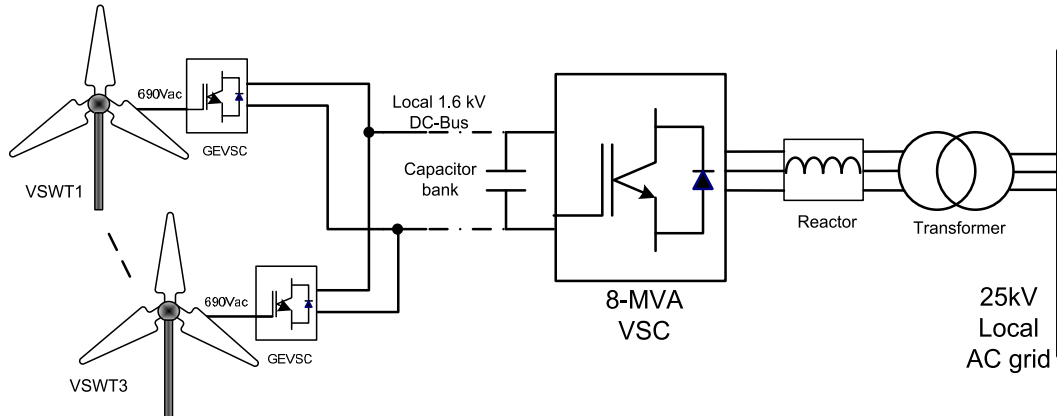 690Vac
GEVSC
VSWT1
Local 1.6 kV
DC-Bus
Capacitor
bank
8-MVA
VSC
Reactor
Transformer
25kV
Local
AC grid
690Vac
GEVSC
VSWT3